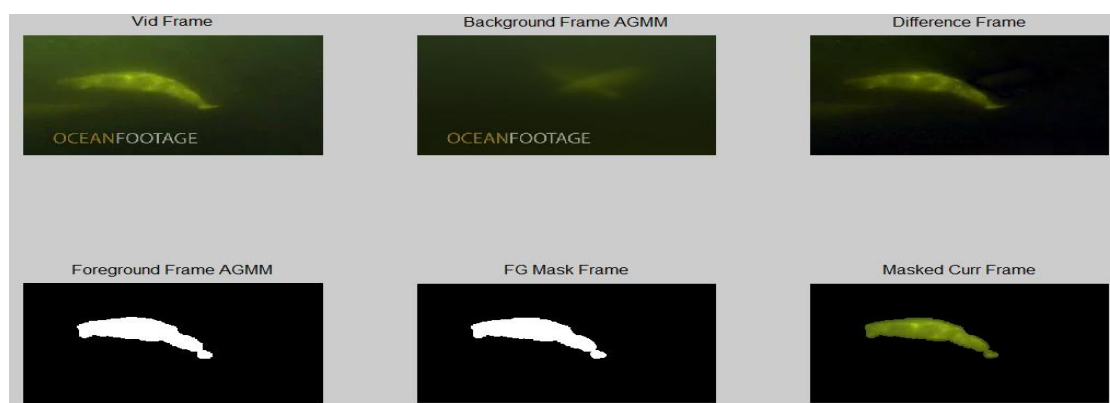 Vid Frame
Background Frame AGMM
Difference Frame
OCEANFOOTAGE
OCEANFOOTAGE
Foreground Frame AGMM
FG Mask Frame
Masked Curr Frame